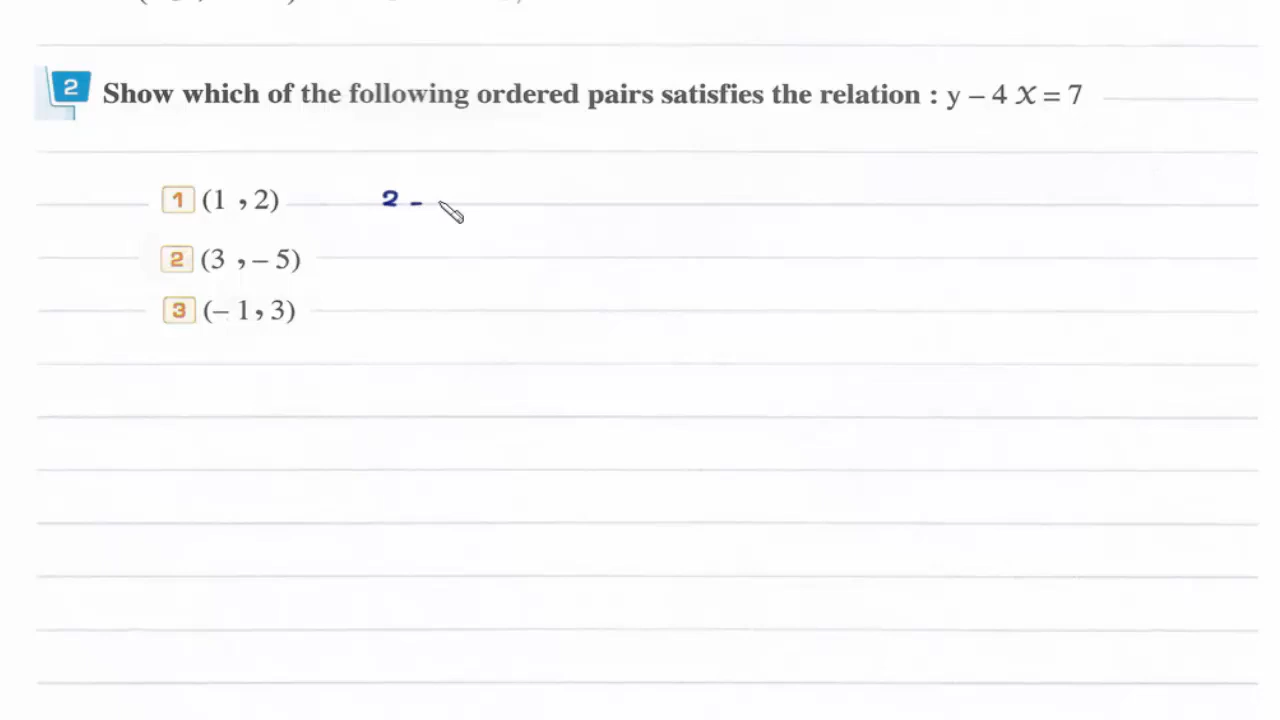 2 Show which of the following ordered pairs satisfies the relation : y – 4 x = 7
1 (1 , 2) 2 -
2 (3 , – 5)
3 (– 1 , 3)